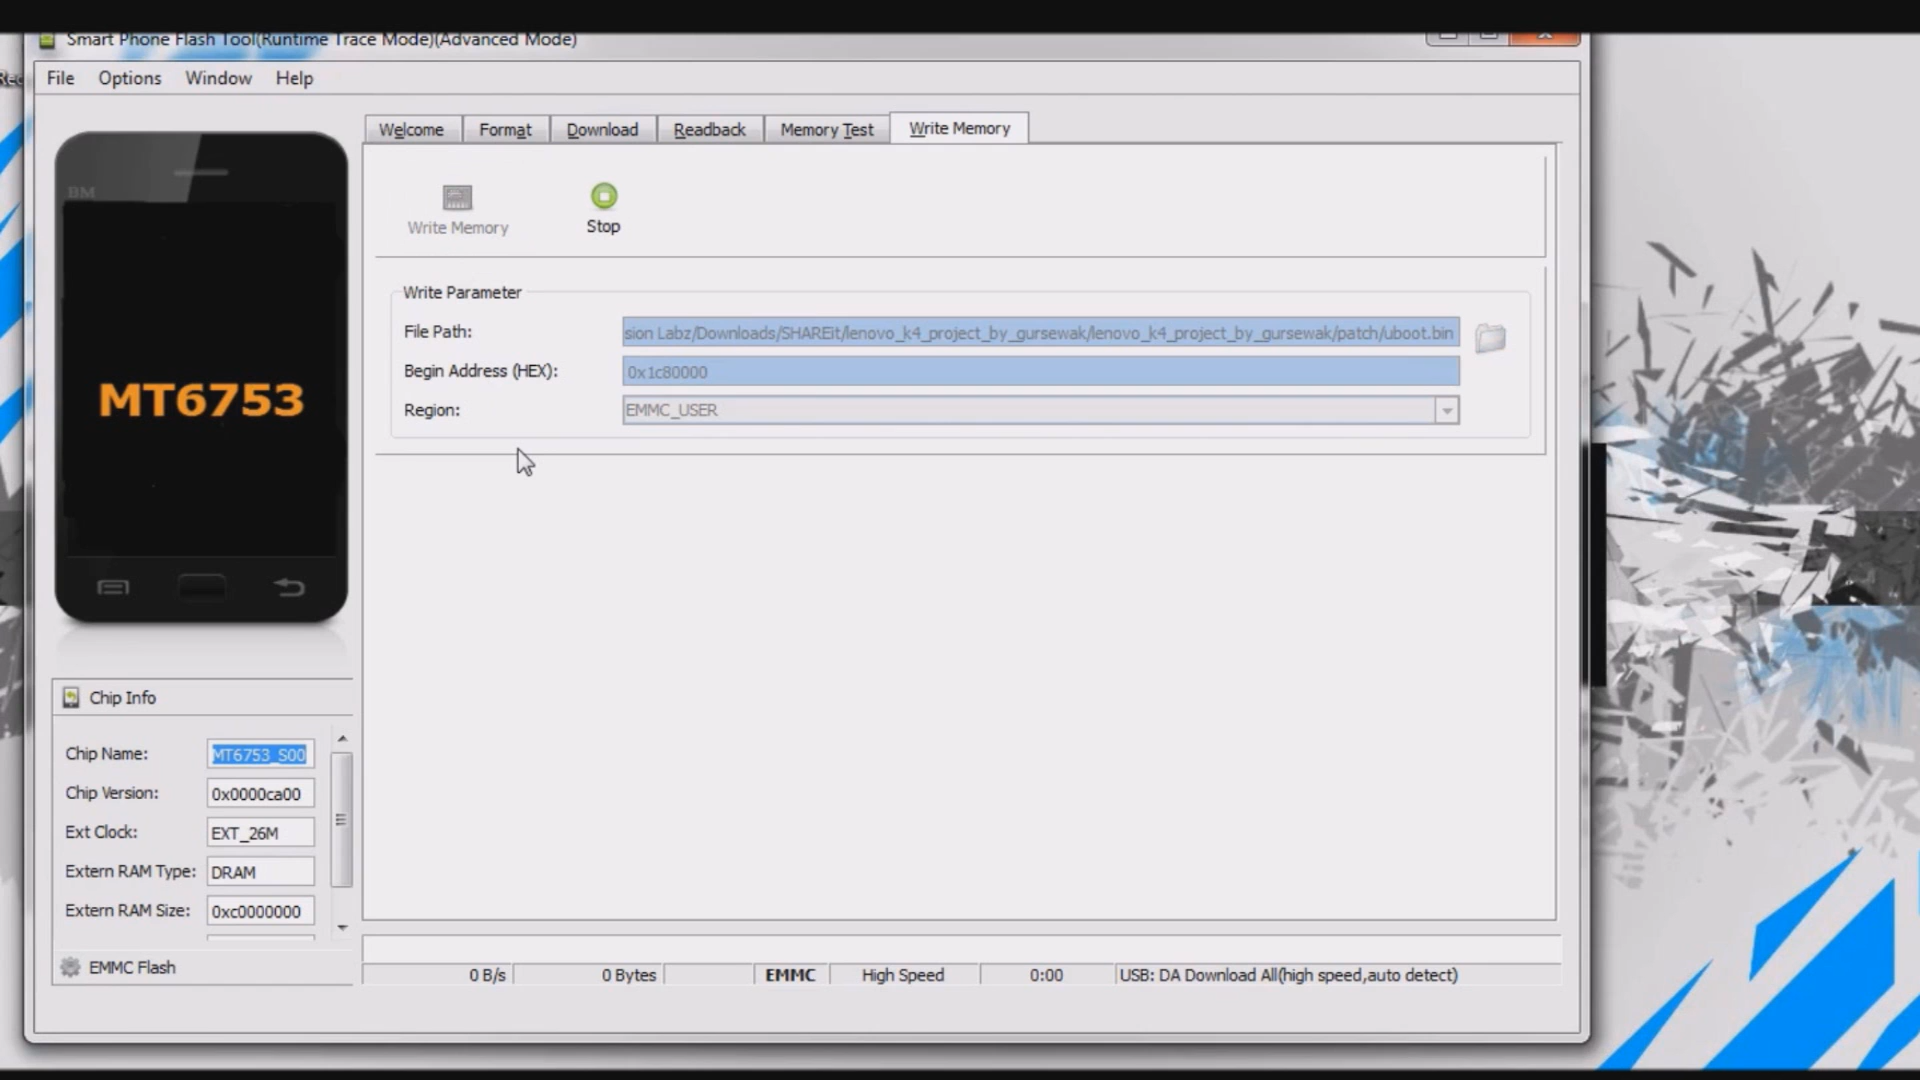 Smart Phone Flash Tool(Runtime Trace Mode)(Advanced Mode)
File Options Window Help
Welcome Format Download Readback Memory Test Write Memory
BM
Write Memory Stop
Write Parameter
File Path: sion Labz/Downloads/SHAREit/lenovo_k4_project_by_gursewak/lenovo_k4_project_by_gursewak/patch/uboot.bin
Begin Address (HEX): 0x1c80000
Region: EMMC_USER
MT6753
Chip Info
Chip Name: MT6753_S00
Chip Version: 0x0000ca00
Ext Clock: EXT_26M
Extern RAM Type: DRAM
Extern RAM Size: 0xc0000000
EMMC Flash
0 B/s 0 Bytes EMMC High Speed 0:00 USB: DA Download All(high speed,auto detect)